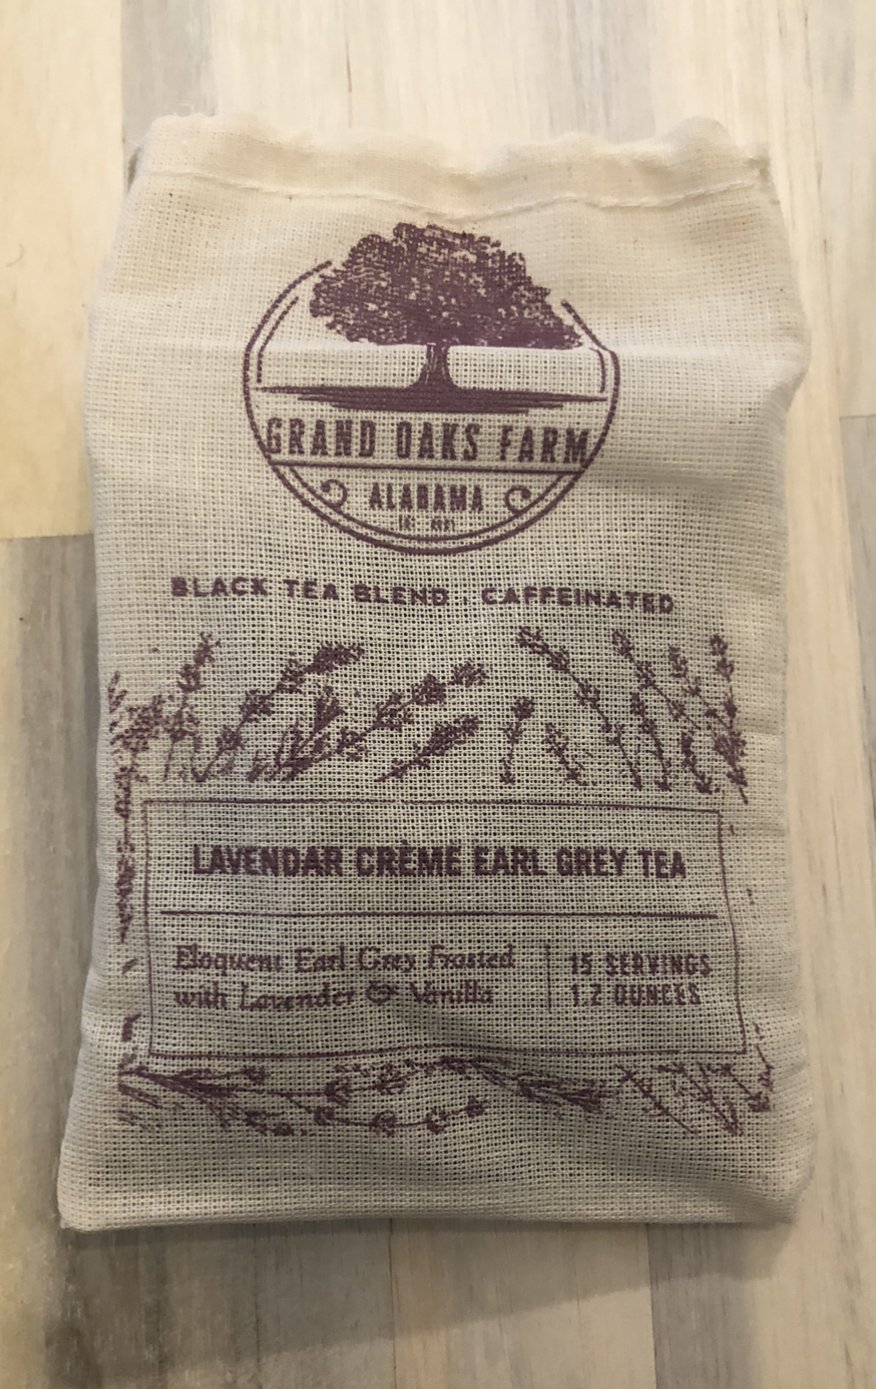 GRAND OAKS FARM
ALABAMA
BLACK TEA BLEND . CAFFEINATED
LAVENDAR CRÈME EARL GREY TEA
Eloquent Earl Grey Frosted
with Lavender & Vanilla
15 SERVINGS
1.2 OUNCES